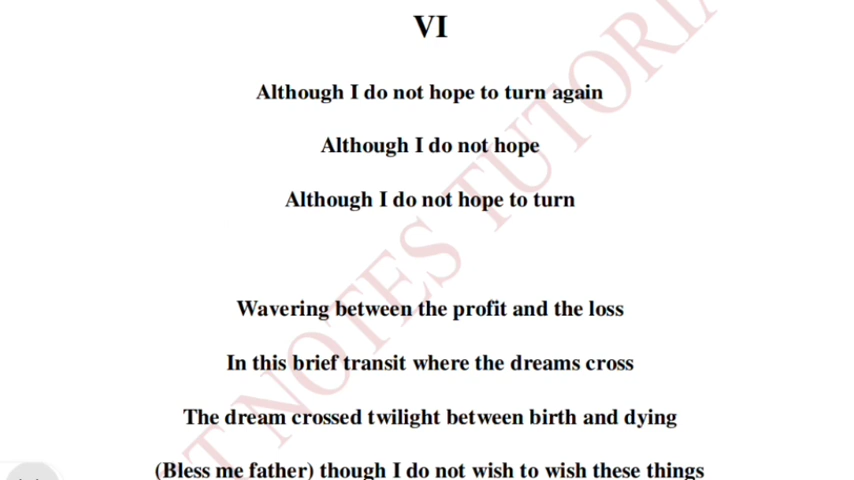 VI
Although I do not hope to turn again
Although I do not hope
Although I do not hope to turn
Wavering between the profit and the loss
In this brief transit where the dreams cross
The dream crossed twilight between birth and dying
(Bless me father) though I do not wish to wish these things
T NOTES TUTORIA